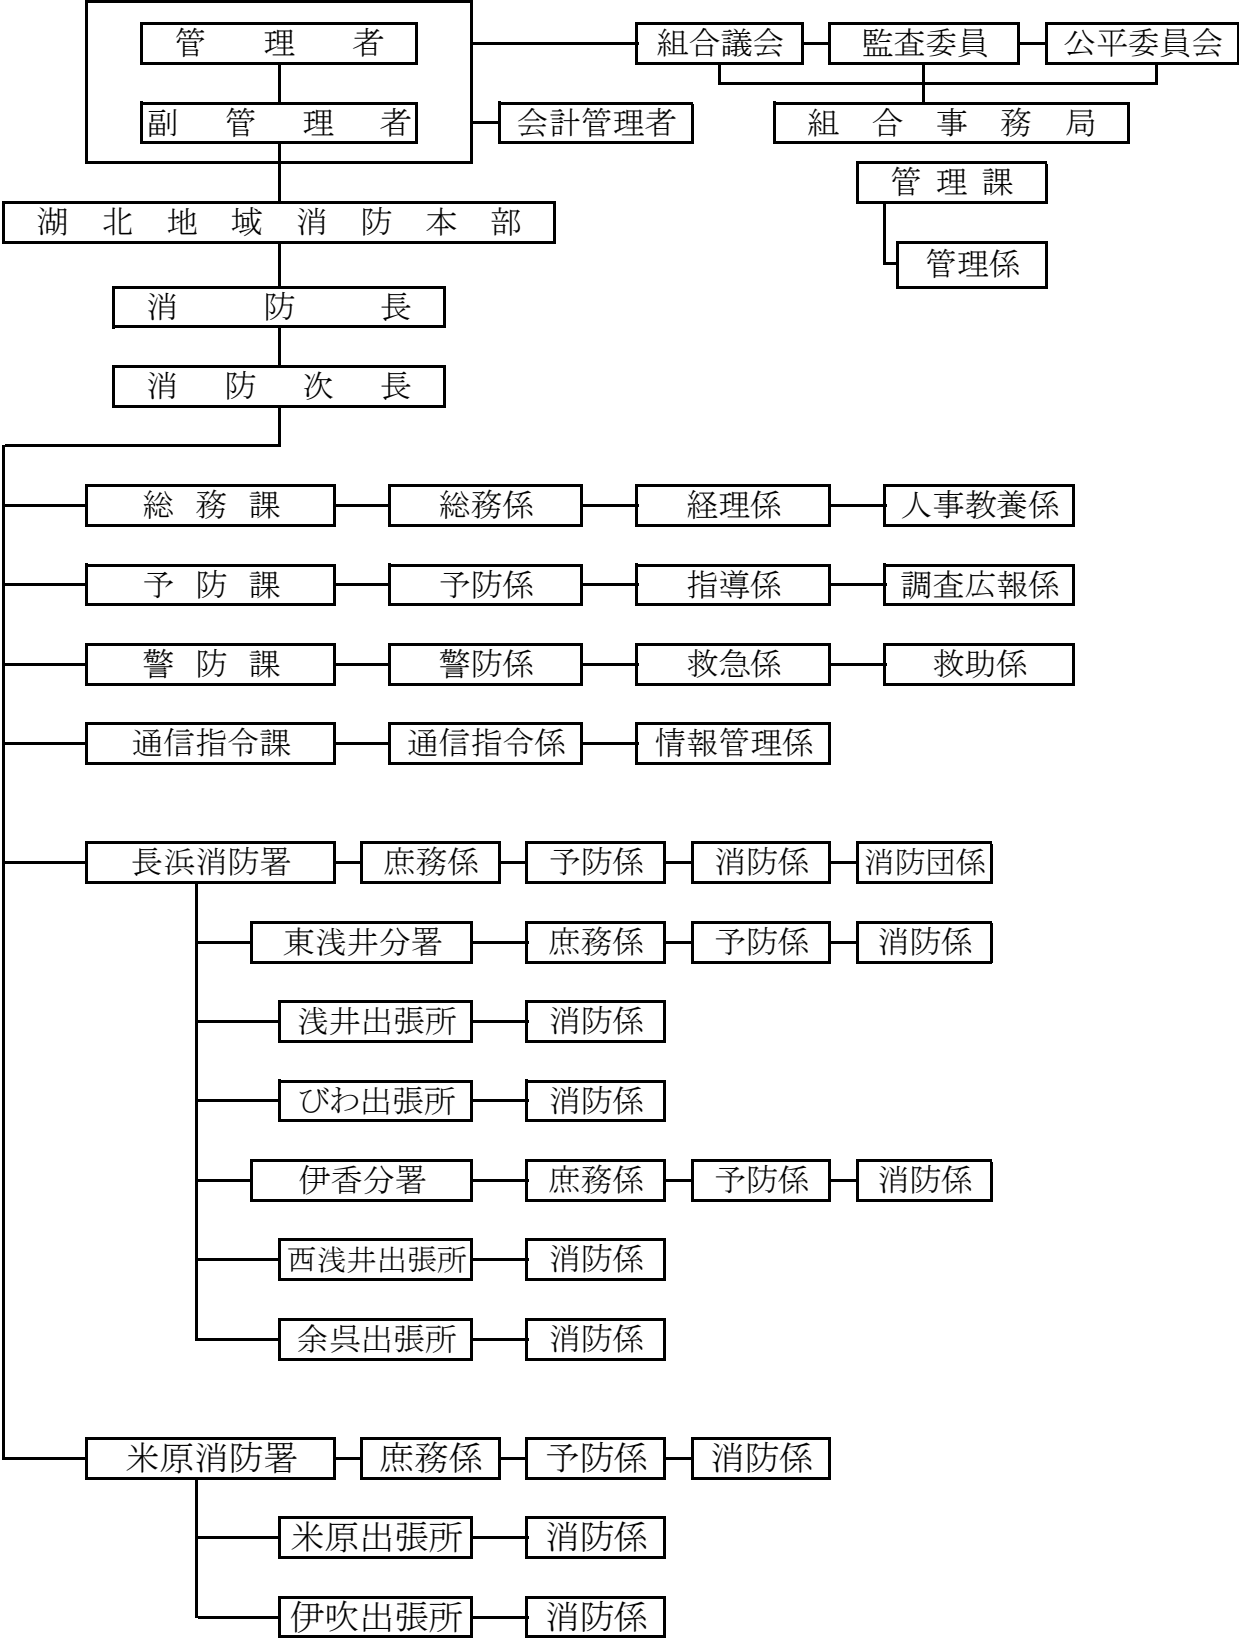 管理者 組合議会 監査委員 公平委員会
副管理者 会計管理者 組合事務局
管理課
湖北地域消防本部
管理係
消防長
消防次長
総務課 総務係 経理係 人事教養係
予防課 予防係 指導係 調査広報係
警防課 警防係 救急係 救助係
通信指令課 通信指令係 情報管理係
長浜消防署 庶務係 予防係 消防係 消防団係
東浅井分署 庶務係 予防係 消防係
浅井出張所 消防係
びわ出張所 消防係
伊香分署 庶務係 予防係 消防係
西浅井出張所 消防係
余呉出張所 消防係
米原消防署 庶務係 予防係 消防係
米原出張所 消防係
伊吹出張所 消防係